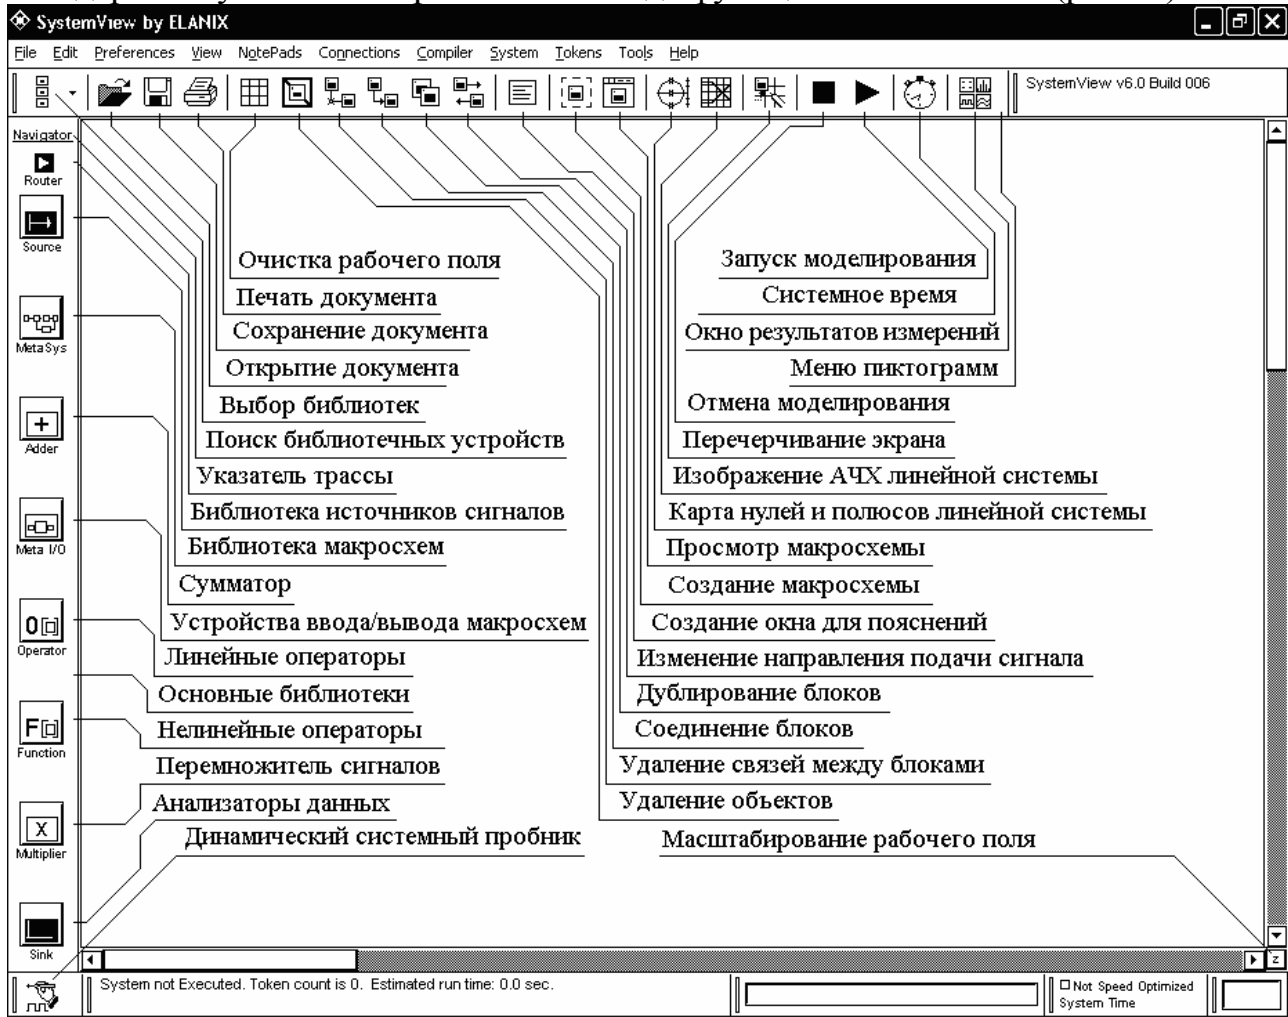 SystemView by ELANIX
File Edit Preferences View NotePads Connections Compiler System Tokens Tools Help
SystemView v6.0 Build 006
Navigator
Router
Source
MetaSys
Adder
Meta I/O
Operator
Function
Multiplier
Sink
Очистка рабочего поля
Печать документа
Сохранение документа
Открытие документа
Выбор библиотек
Поиск библиотечных устройств
Указатель трассы
Библиотека источников сигналов
Библиотека макросхем
Сумматор
Устройства ввода/вывода макросхем
Линейные операторы
Основные библиотеки
Нелинейные операторы
Перемножитель сигналов
Анализаторы данных
Динамический системный пробник
Запуск моделирования
Системное время
Окно результатов измерений
Меню пиктограмм
Отмена моделирования
Перечерчивание экрана
Изображение АЧХ линейной системы
Карта нулей и полюсов линейной системы
Просмотр макросхемы
Создание макросхемы
Создание окна для пояснений
Изменение направления подачи сигнала
Дублирование блоков
Соединение блоков
Удаление связей между блоками
Удаление объектов
Масштабирование рабочего поля
z
System not Executed. Token count is 0. Estimated run time: 0.0 sec.
Not Speed Optimized
System Time